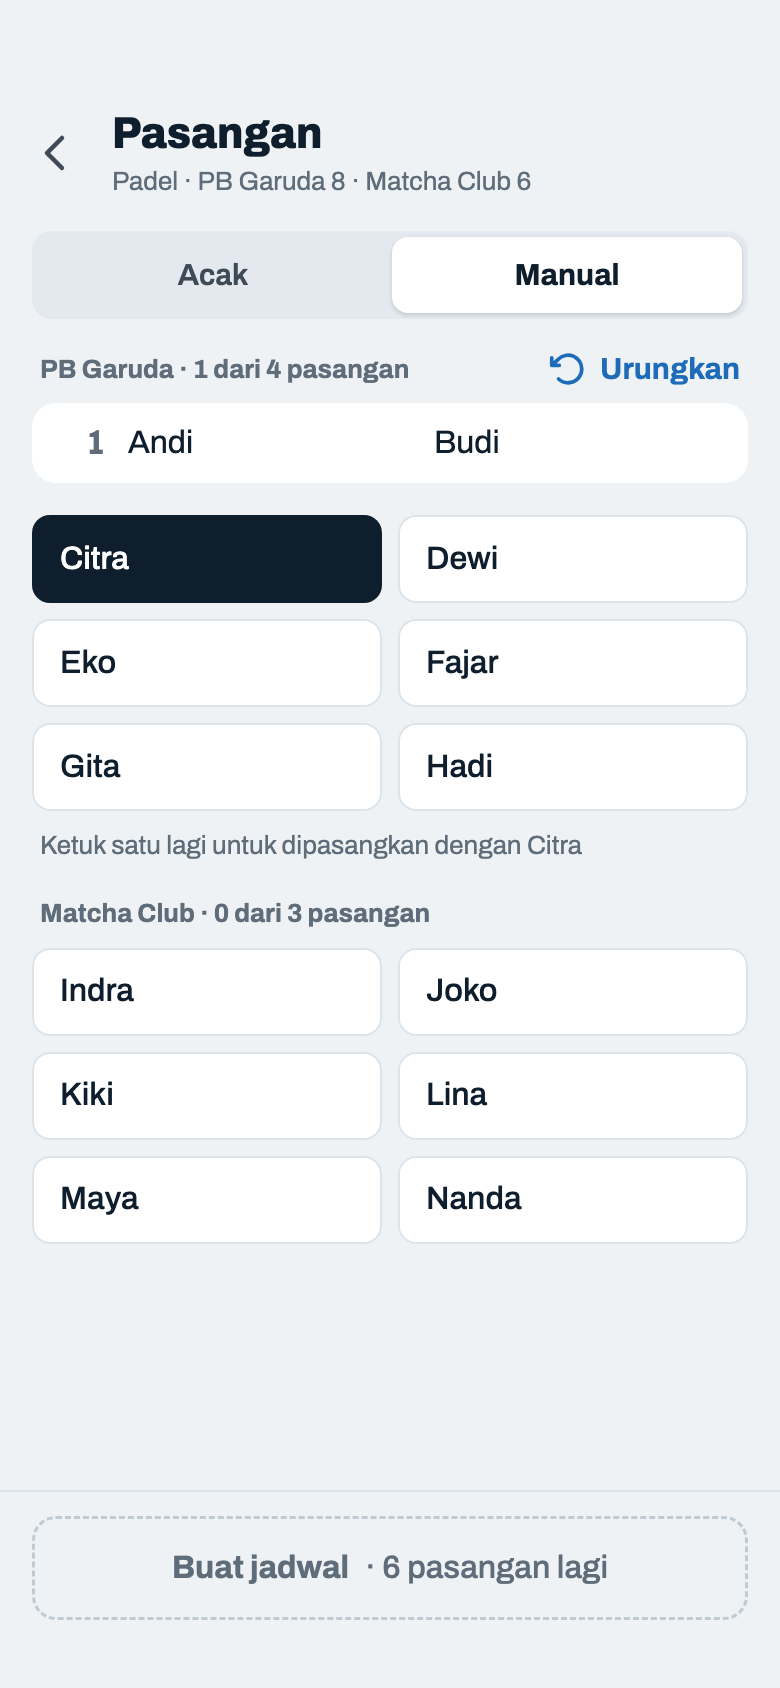 Pasangan
Padel · PB Garuda 8 · Matcha Club 6
Acak
Manual
PB Garuda · 1 dari 4 pasangan
Urungkan
1 Andi Budi
Citra
Dewi
Eko
Fajar
Gita
Hadi
Ketuk satu lagi untuk dipasangkan dengan Citra
Matcha Club · 0 dari 3 pasangan
Indra
Joko
Kiki
Lina
Maya
Nanda
Buat jadwal · 6 pasangan lagi